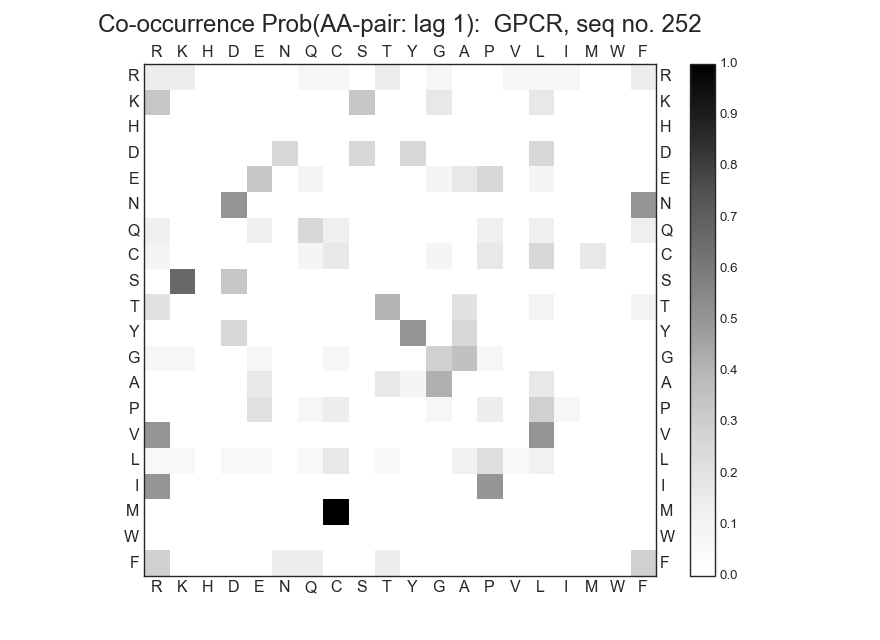 Co-occurrence Prob(AA-pair: lag 1):  GPCR, seq no. 252
R K H D E N Q C S T Y G A P V L I M W F
R R 1.0
K K 0.9
H H
D D 0.8
E E
N N 0.7
Q Q
C C 0.6
S S
T T 0.5
Y Y
G G 0.4
A A
P P 0.3
V V
L L 0.2
I I
M M 0.1
W W
F F 0.0
R K H D E N Q C S T Y G A P V L I M W F